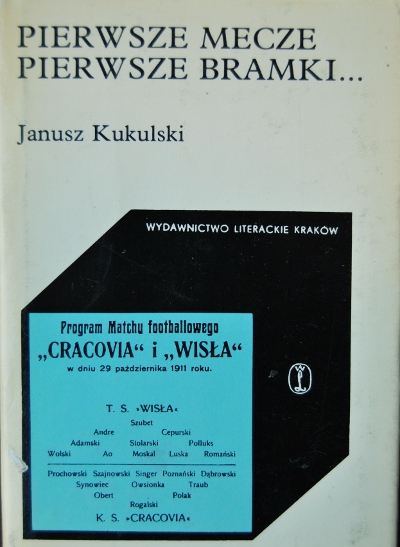 PIERWSZE MECZE
PIERWSZE BRAMKI...
Janusz Kukulski
WYDAWNICTWO LITERACKIE KRAKÓW
Program Matchu footballowego
„CRACOVIA“ i „WISŁA“
w dniu 29 października 1911 roku.
T. S. »WISŁA«
Szubet
Andre Cepurski
Adamski Stolarski Polluks
Wolski Ao Moskal Luska Romański
Prochowski Szajnowski Singer Poznański Dąbrowski
Synowiec Owsionka Traub
Obert Polak
Rogalski
K. S. »CRACOVIA«